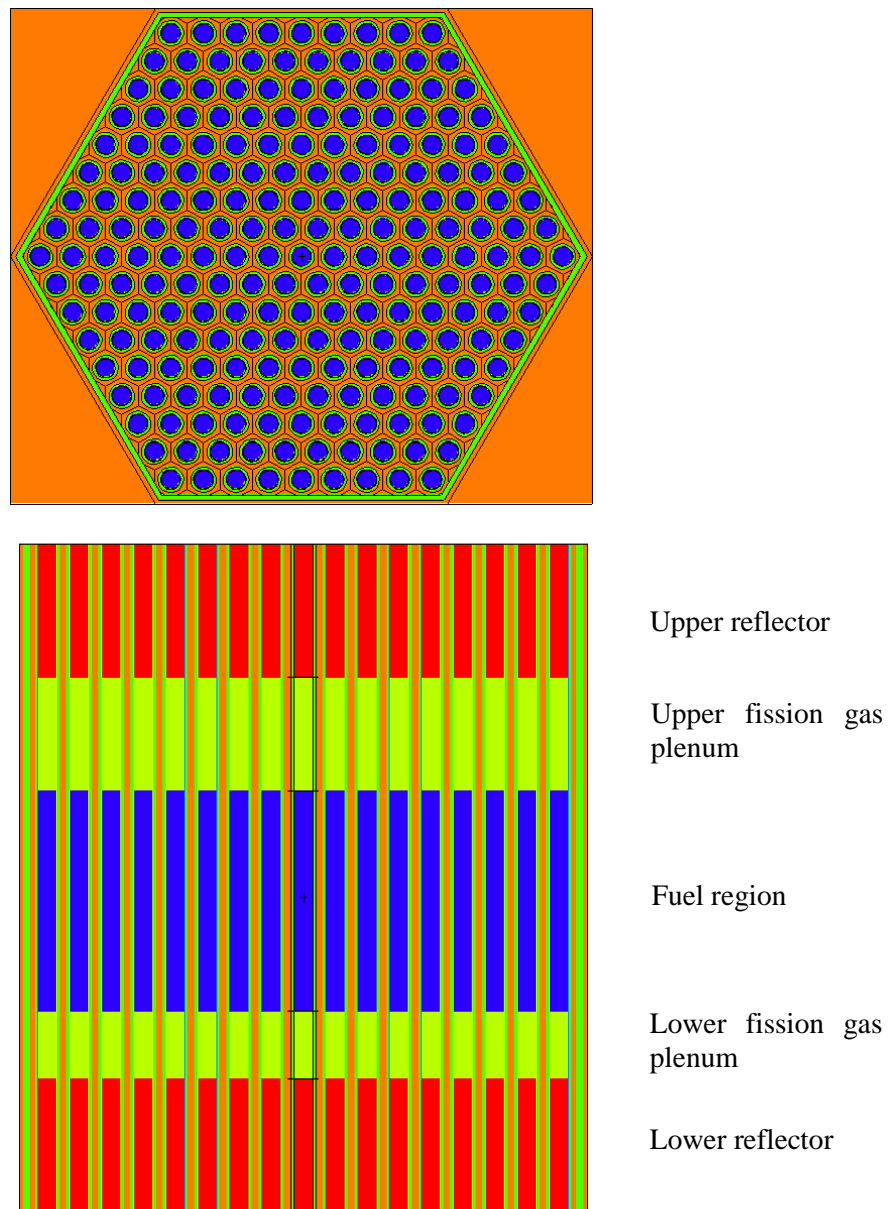 Upper reflector
Upper fission gas
plenum
Fuel region
Lower fission gas
plenum
Lower reflector